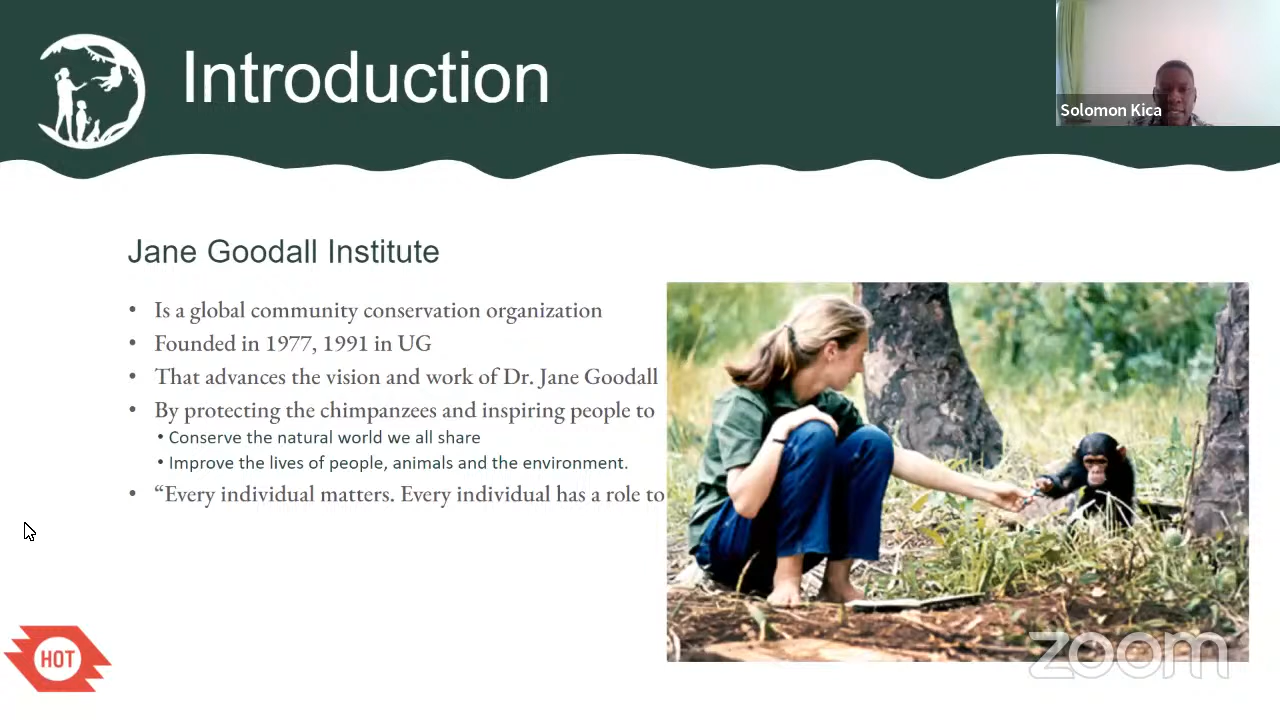 Introduction
Solomon Kica
Jane Goodall Institute
• Is a global community conservation organization
• Founded in 1977, 1991 in UG
• That advances the vision and work of Dr. Jane Goodall
• By protecting the chimpanzees and inspiring people to
• Conserve the natural world we all share
• Improve the lives of people, animals and the environment.
• “Every individual matters. Every individual has a role to
HOT
zoom